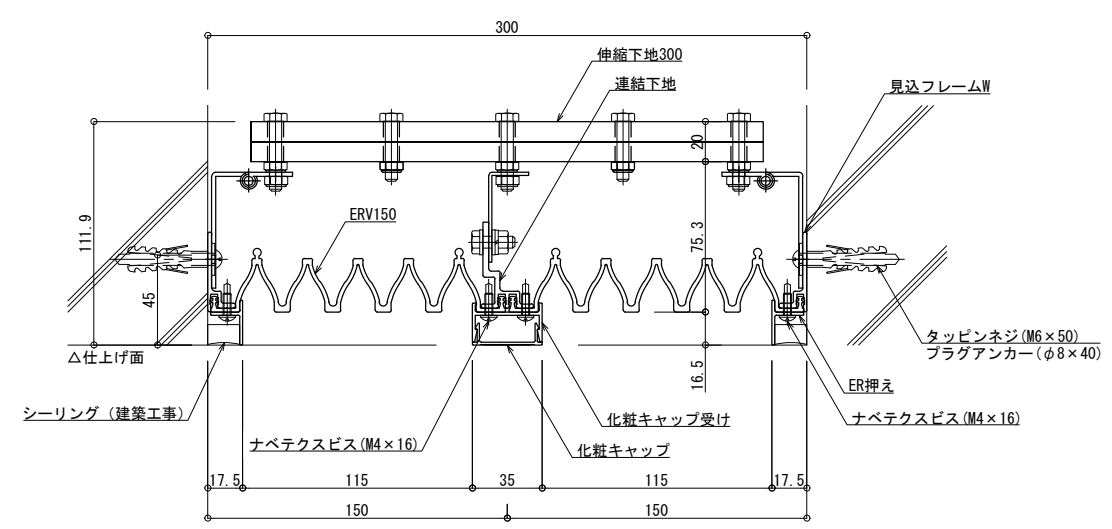 300
伸縮下地300
連結下地
見込フレームW
20
111.9
ERV150
75.3
45
△仕上げ面
タッピンネジ(M6×50)
プラグアンカー(φ8×40)
16.5
ER押え
シーリング（建築工事）
化粧キャップ受け
ナベテクスビス(M4×16)
ナベテクスビス(M4×16)
化粧キャップ
17.5
115
35
115
17.5
150
150